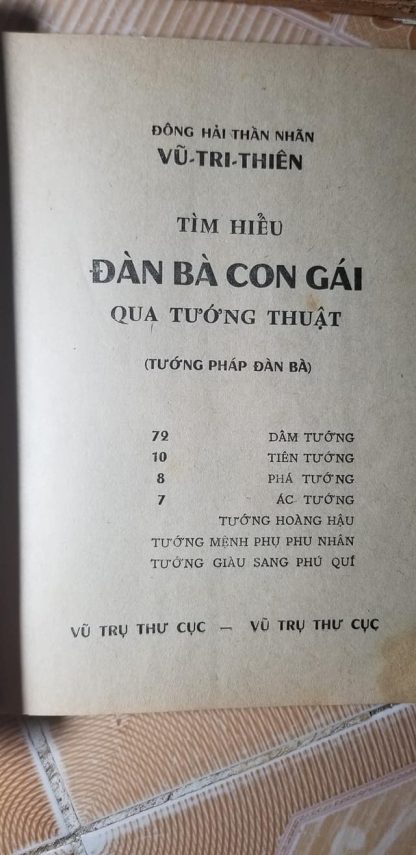 ĐÔNG HẢI THẦN NHÃN
VŨ-TRI-THIÊN
TÌM HIỂU
ĐÀN BÀ CON GÁI
QUA TƯỚNG THUẬT
(TƯỚNG PHÁP ĐÀN BÀ)
72 DÂM TƯỚNG
10 TIÊN TƯỚNG
8 PHÁ TƯỚNG
7 ÁC TƯỚNG
TƯỚNG HOÀNG HẬU
TƯỚNG MỆNH PHỤ PHU NHÂN
TƯỚNG GIÀU SANG PHÚ QUÍ
VŨ TRỤ THƯ CỤC — VŨ TRỤ THƯ CỤC